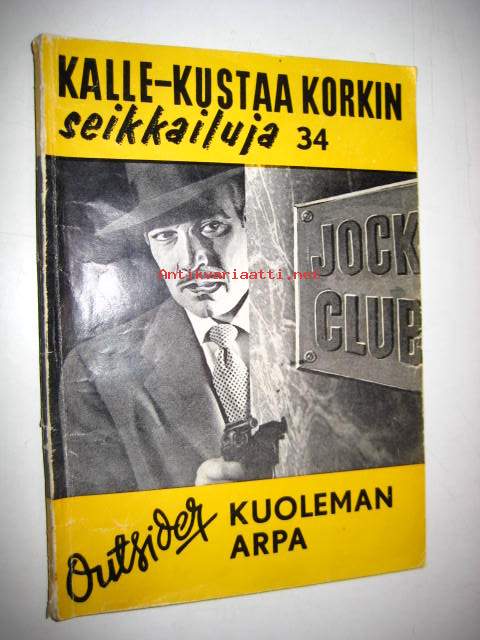 KALLE-KUSTAA KORKIN
seikkailuja 34
JOCK
CLUB
Antikvariaatti.net
Outsider
KUOLEMAN
ARPA